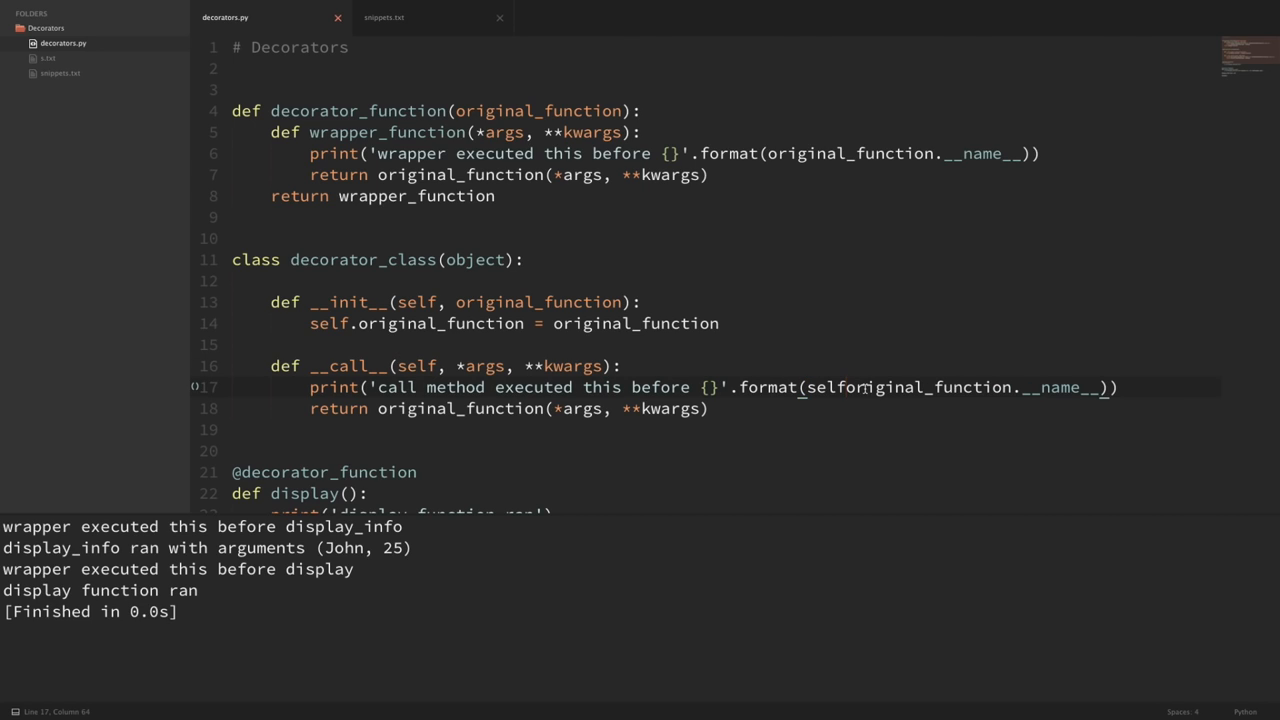 FOLDERS
Decorators
decorators.py
s.txt
snippets.txt
decorators.py
snippets.txt
1 # Decorators
2
3
4 def decorator_function(original_function):
5     def wrapper_function(*args, **kwargs):
6         print('wrapper executed this before {}'.format(original_function.__name__))
7         return original_function(*args, **kwargs)
8     return wrapper_function
9
10
11 class decorator_class(object):
12
13     def __init__(self, original_function):
14         self.original_function = original_function
15
16     def __call__(self, *args, **kwargs):
17         print('call method executed this before {}'.format(selforiginal_function.__name__))
18         return original_function(*args, **kwargs)
19
20
21 @decorator_function
22 def display():
print('display function ran')
wrapper executed this before display_info
display_info ran with arguments (John, 25)
wrapper executed this before display
display function ran
[Finished in 0.0s]
Line 17, Column 64
Spaces: 4
Python